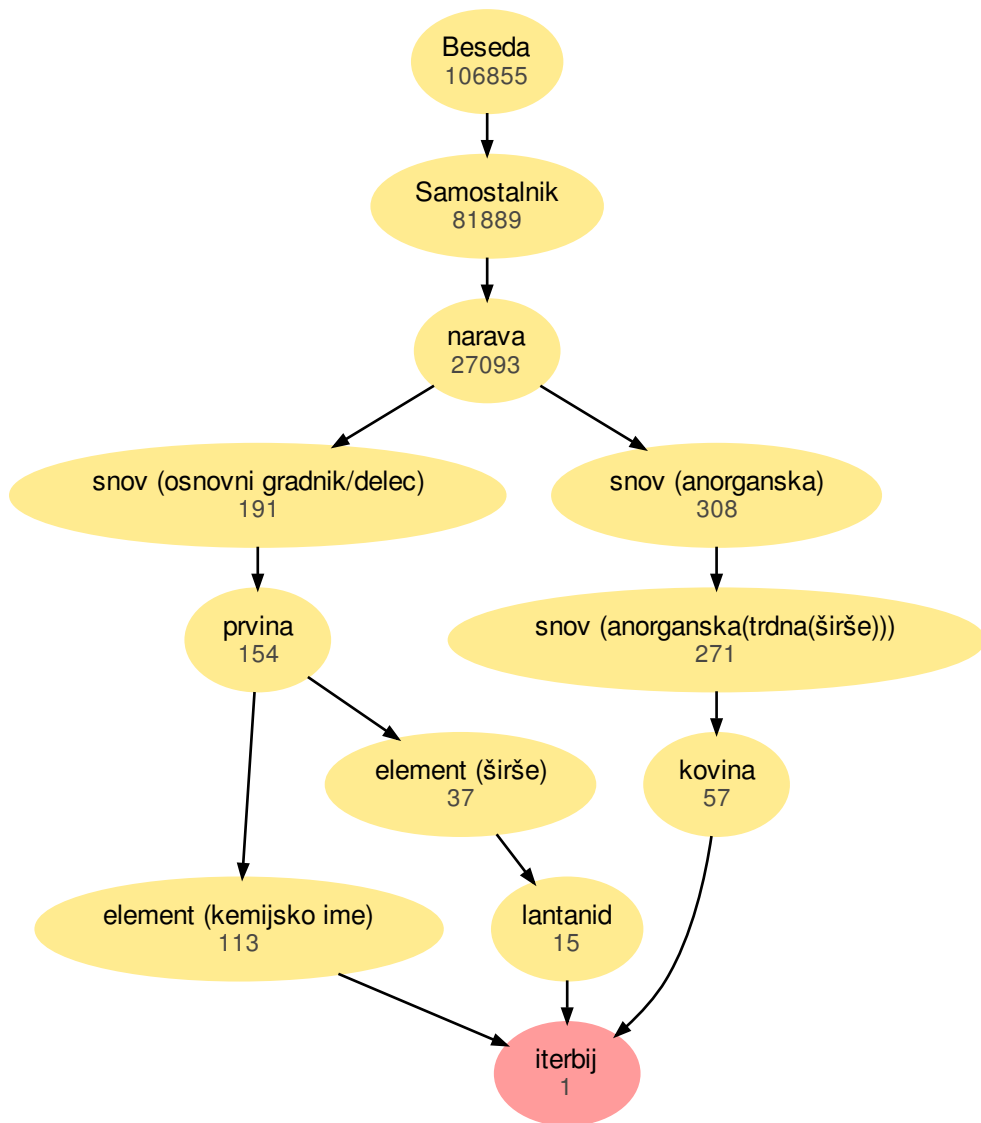 Beseda
106855
Samostalnik
81889
narava
27093
snov (osnovni gradnik/delec)
191
snov (anorganska)
308
prvina
154
snov (anorganska(trdna(širše)))
271
element (širše)
37
kovina
57
element (kemijsko ime)
113
lantanid
15
iterbij
1